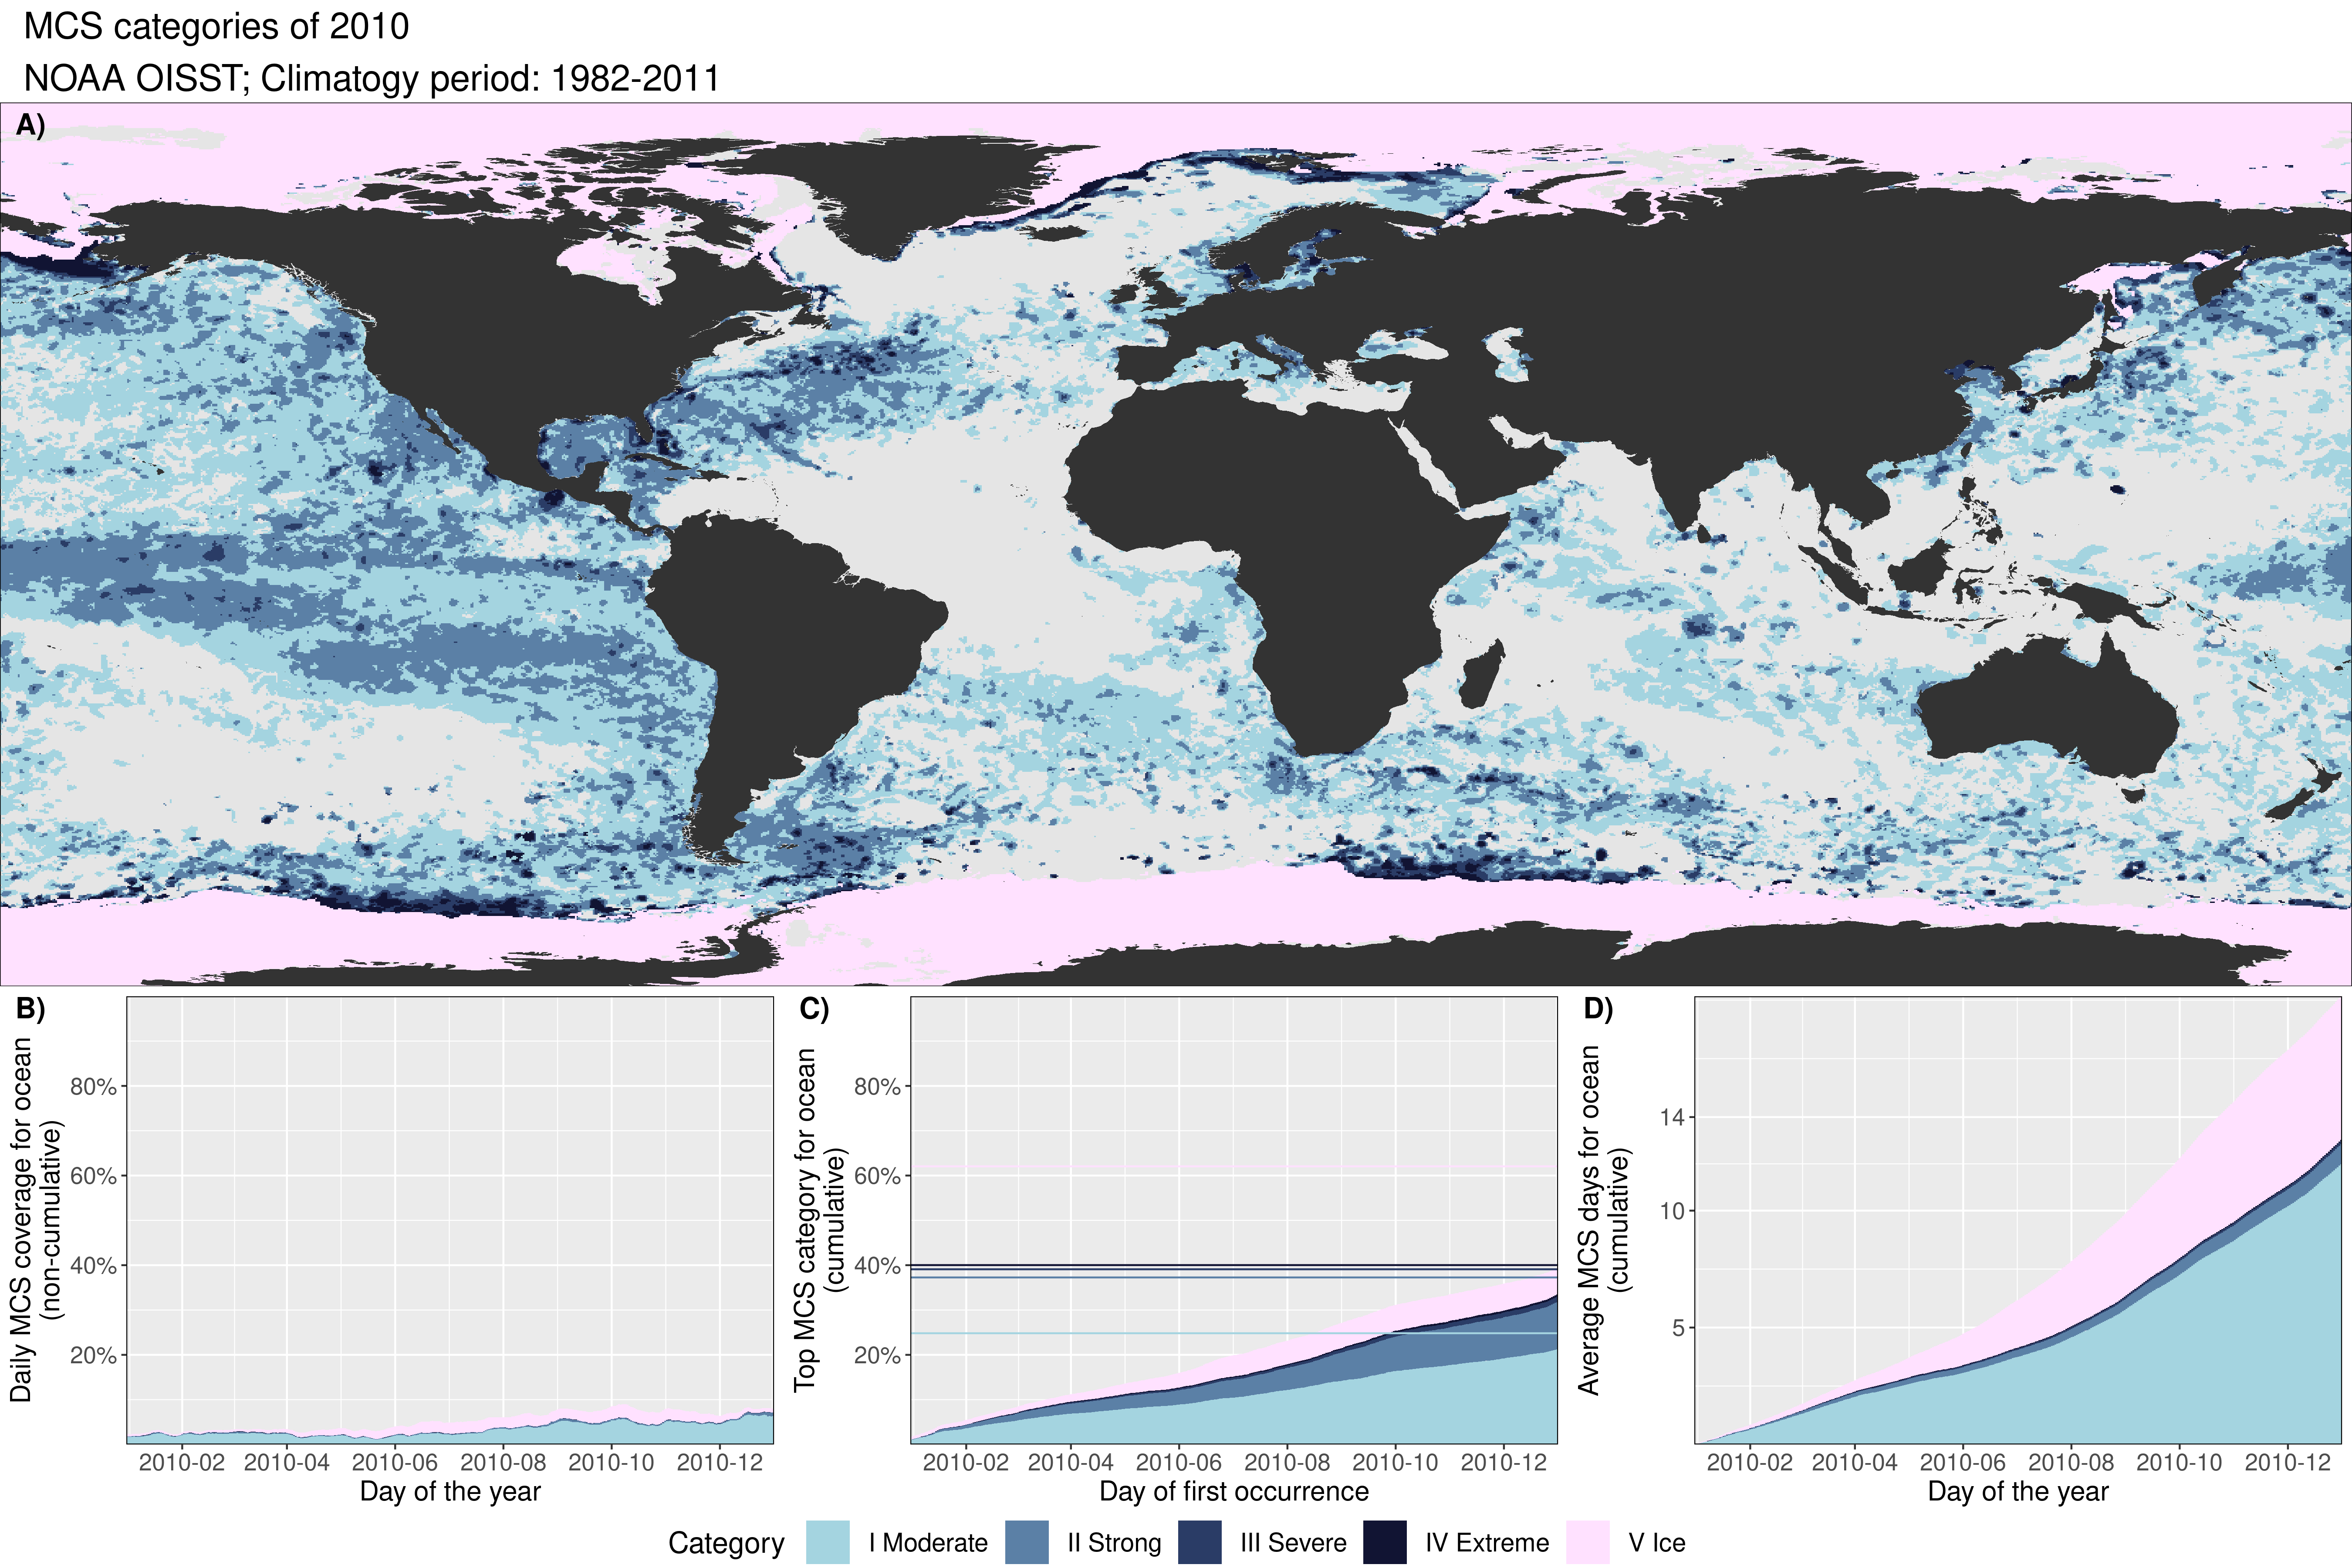 MCS categories of 2010
NOAA OISST; Climatogy period: 1982-2011
A)
B)
Daily MCS coverage for ocean
(non-cumulative)
80%
60%
40%
20%
2010-02 2010-04 2010-06 2010-08 2010-10 2010-12
Day of the year
C)
Top MCS category for ocean
(cumulative)
80%
60%
40%
20%
2010-02 2010-04 2010-06 2010-08 2010-10 2010-12
Day of first occurrence
D)
Average MCS days for ocean
(cumulative)
14
10
5
2010-02 2010-04 2010-06 2010-08 2010-10 2010-12
Day of the year
Category I Moderate II Strong III Severe IV Extreme V Ice